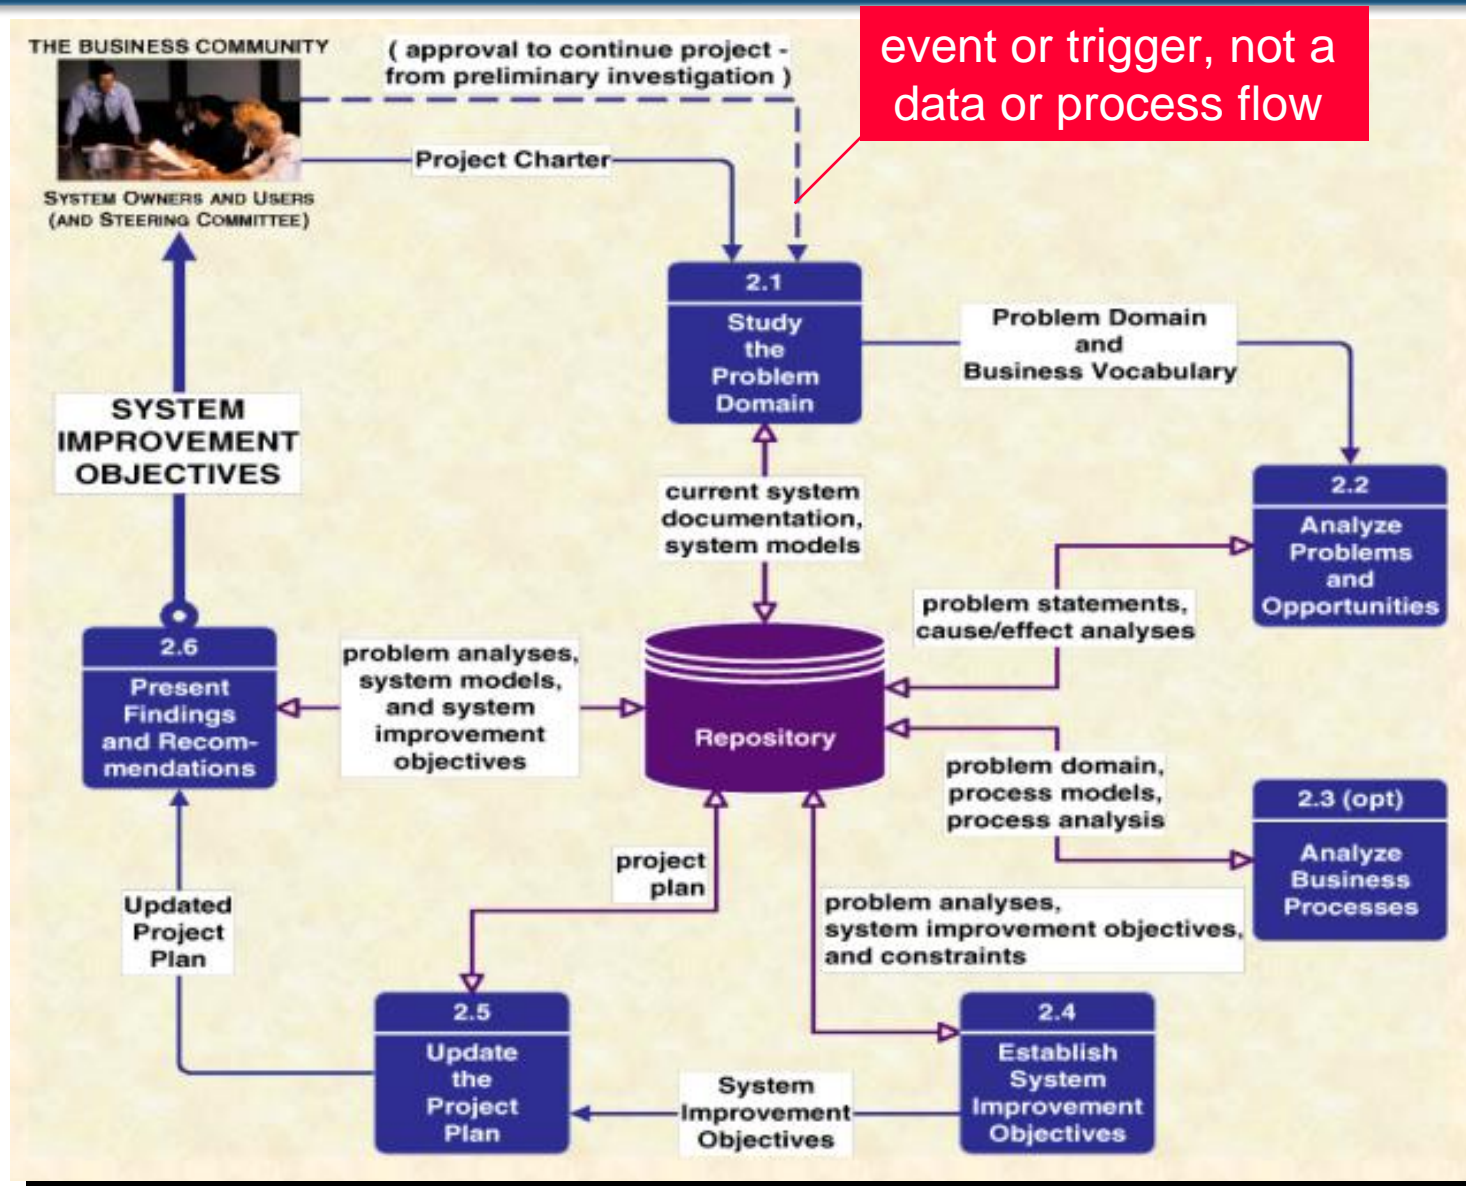 THE BUSINESS COMMUNITY
( approval to continue project -
from preliminary investigation )
event or trigger, not a
data or process flow
Project Charter
SYSTEM OWNERS AND USERS
(AND STEERING COMMITTEE)
2.1
Study
the
Problem
Domain
Problem Domain
and
Business Vocabulary
SYSTEM
IMPROVEMENT
OBJECTIVES
current system
documentation,
system models
2.2
Analyze
Problems
and
Opportunities
problem statements,
cause/effect analyses
2.6
Present
Findings
and Recom-
mendations
problem analyses,
system models,
and system
improvement
objectives
Repository
problem domain,
process models,
process analysis
2.3 (opt)
Analyze
Business
Processes
project
plan
problem analyses,
system improvement objectives,
and constraints
Updated
Project
Plan
2.5
Update
the
Project
Plan
System
Improvement
Objectives
2.4
Establish
System
Improvement
Objectives